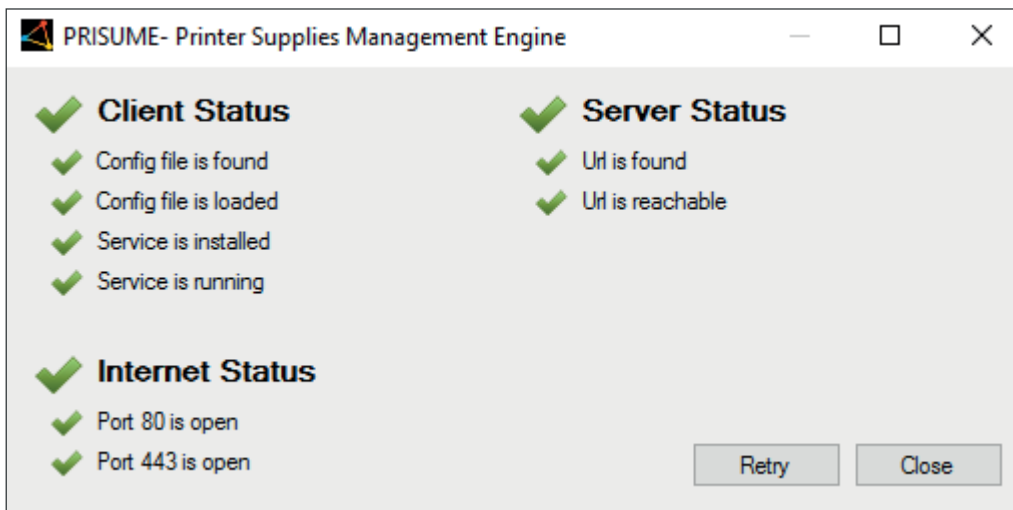 PRISUME- Printer Supplies Management Engine
Client Status
Config file is found
Config file is loaded
Service is installed
Service is running
Server Status
Url is found
Url is reachable
Internet Status
Port 80 is open
Port 443 is open
Retry
Close